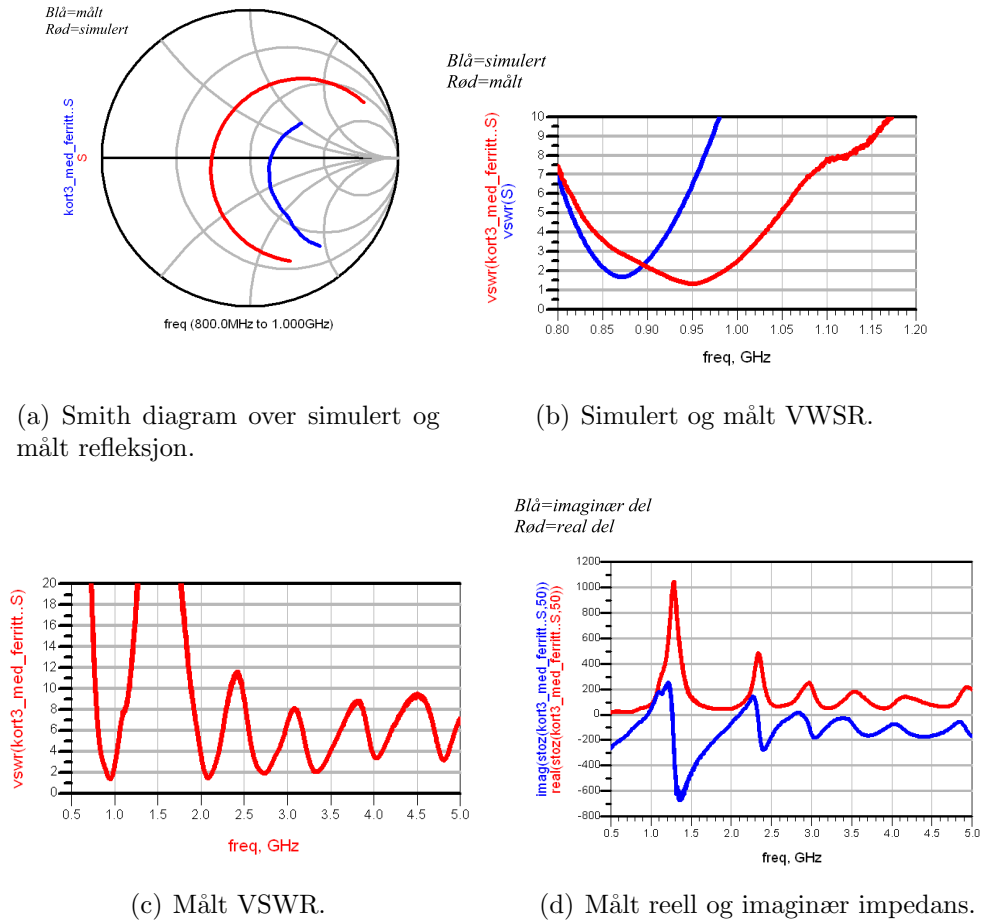 Blå=målt
Rød=simulert
kort3_med_ferritt..S
S
freq (800.0MHz to 1.000GHz)
(a) Smith diagram over simulert og
målt refleksjon.
Blå=simulert
Rød=målt
vswr(kort3_med_ferritt..S)
vswr(S)
10
9
8
7
6
5
4
3
2
1
0
0.80 0.85 0.90 0.95 1.00 1.05 1.10 1.15 1.20
freq, GHz
(b) Simulert og målt VWSR.
vswr(kort3_med_ferritt..S)
20
18
16
14
12
10
8
6
4
2
0
0.5 1.0 1.5 2.0 2.5 3.0 3.5 4.0 4.5 5.0
freq, GHz
(c) Målt VSWR.
Blå=imaginær del
Rød=real del
imag(stoz(kort3_med_ferritt..S,50))
real(stoz(kort3_med_ferritt..S,50))
1200
1000
800
600
400
200
0
-200
-400
-600
-800
0.5 1.0 1.5 2.0 2.5 3.0 3.5 4.0 4.5 5.0
freq, GHz
(d) Målt reell og imaginær impedans.